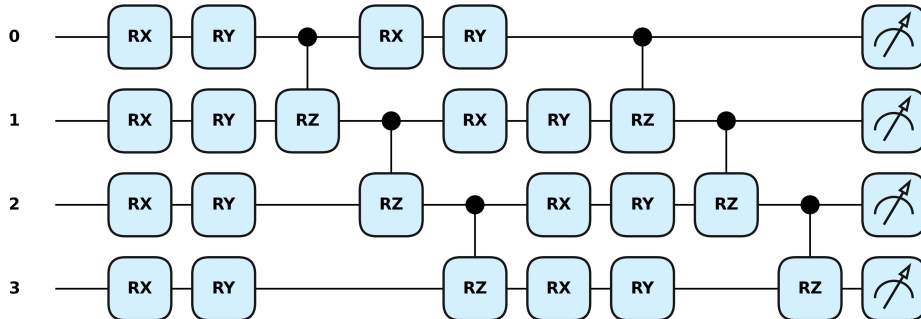 0 RX RY RX RY
1 RX RY RZ RX RY RZ
2 RX RY RZ RX RY RZ
3 RX RY RZ RX RY RZ